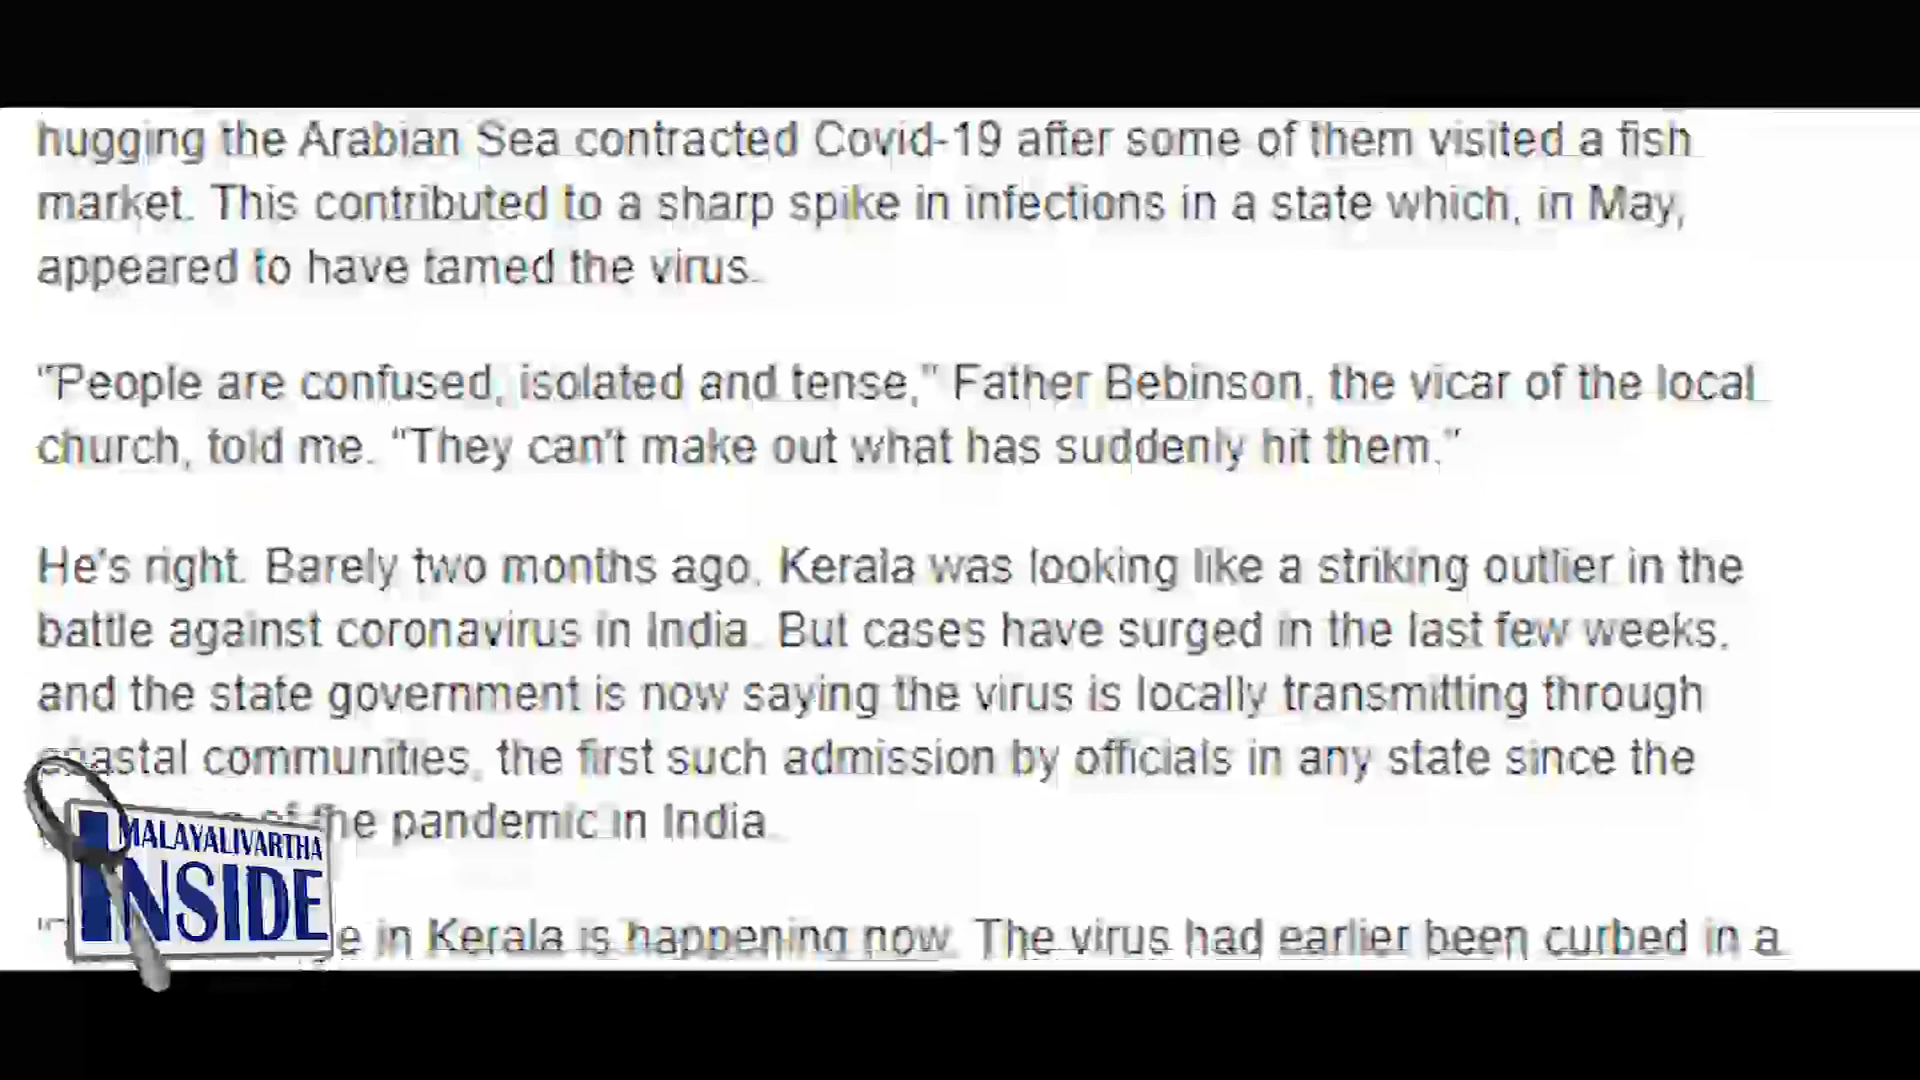 hugging the Arabian Sea contracted Covid-19 after some of them visited a fish
market. This contributed to a sharp spike in infections in a state which, in May,
appeared to have tamed the virus.
"People are confused, isolated and tense," Father Bebinson, the vicar of the local
church, told me. "They can't make out what has suddenly hit them."
He's right. Barely two months ago, Kerala was looking like a striking outlier in the
battle against coronavirus in India. But cases have surged in the last few weeks,
and the state government is now saying the virus is locally transmitting through
coastal communities, the first such admission by officials in any state since the
of the pandemic in India.
in Kerala is happening now. The virus had earlier been curbed in a
MALAYALIVARTHA
INSIDE